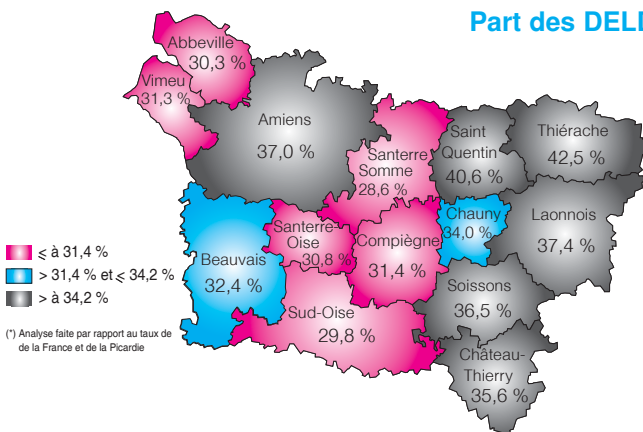 Part des DELD
Abbeville
30,3 %
Vimeu
31,3 %
Amiens
37,0 %
Santerre
Somme
28,6 %
Saint
Quentin
40,6 %
Thiérache
42,5 %
Chauny
34,0 %
Laonnois
37,4 %
Santerre-
Oise
30,8 %
Compiègne
31,4 %
Beauvais
32,4 %
Sud-Oise
29,8 %
Soissons
36,5 %
Château-
Thierry
35,6 %
⩽ à 31,4 %
> 31,4 % et ⩽ 34,2 %
> à 34,2 %
(*) Analyse faite par rapport au taux de
de la France et de la Picardie